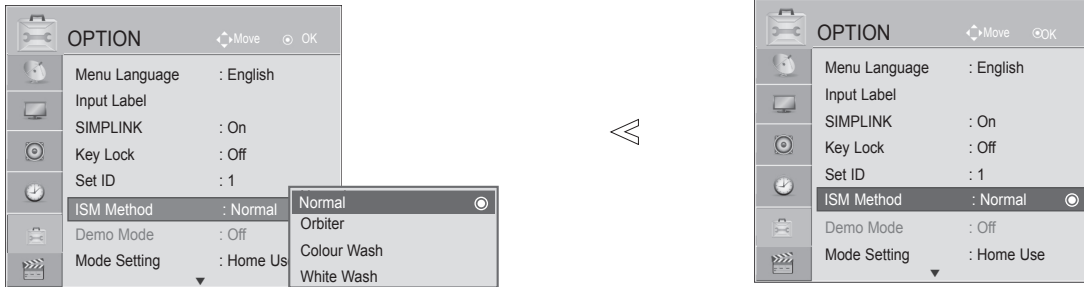 OPTION Move OK
Menu Language : English
Input Label
SIMPLINK : On
Key Lock : Off
Set ID : 1
ISM Method : Normal
Demo Mode : Off
Mode Setting : Home Us
Normal
Orbiter
Colour Wash
White Wash
OPTION Move OK
Menu Language : English
Input Label
SIMPLINK : On
Key Lock : Off
Set ID : 1
ISM Method : Normal
Demo Mode : Off
Mode Setting : Home Use